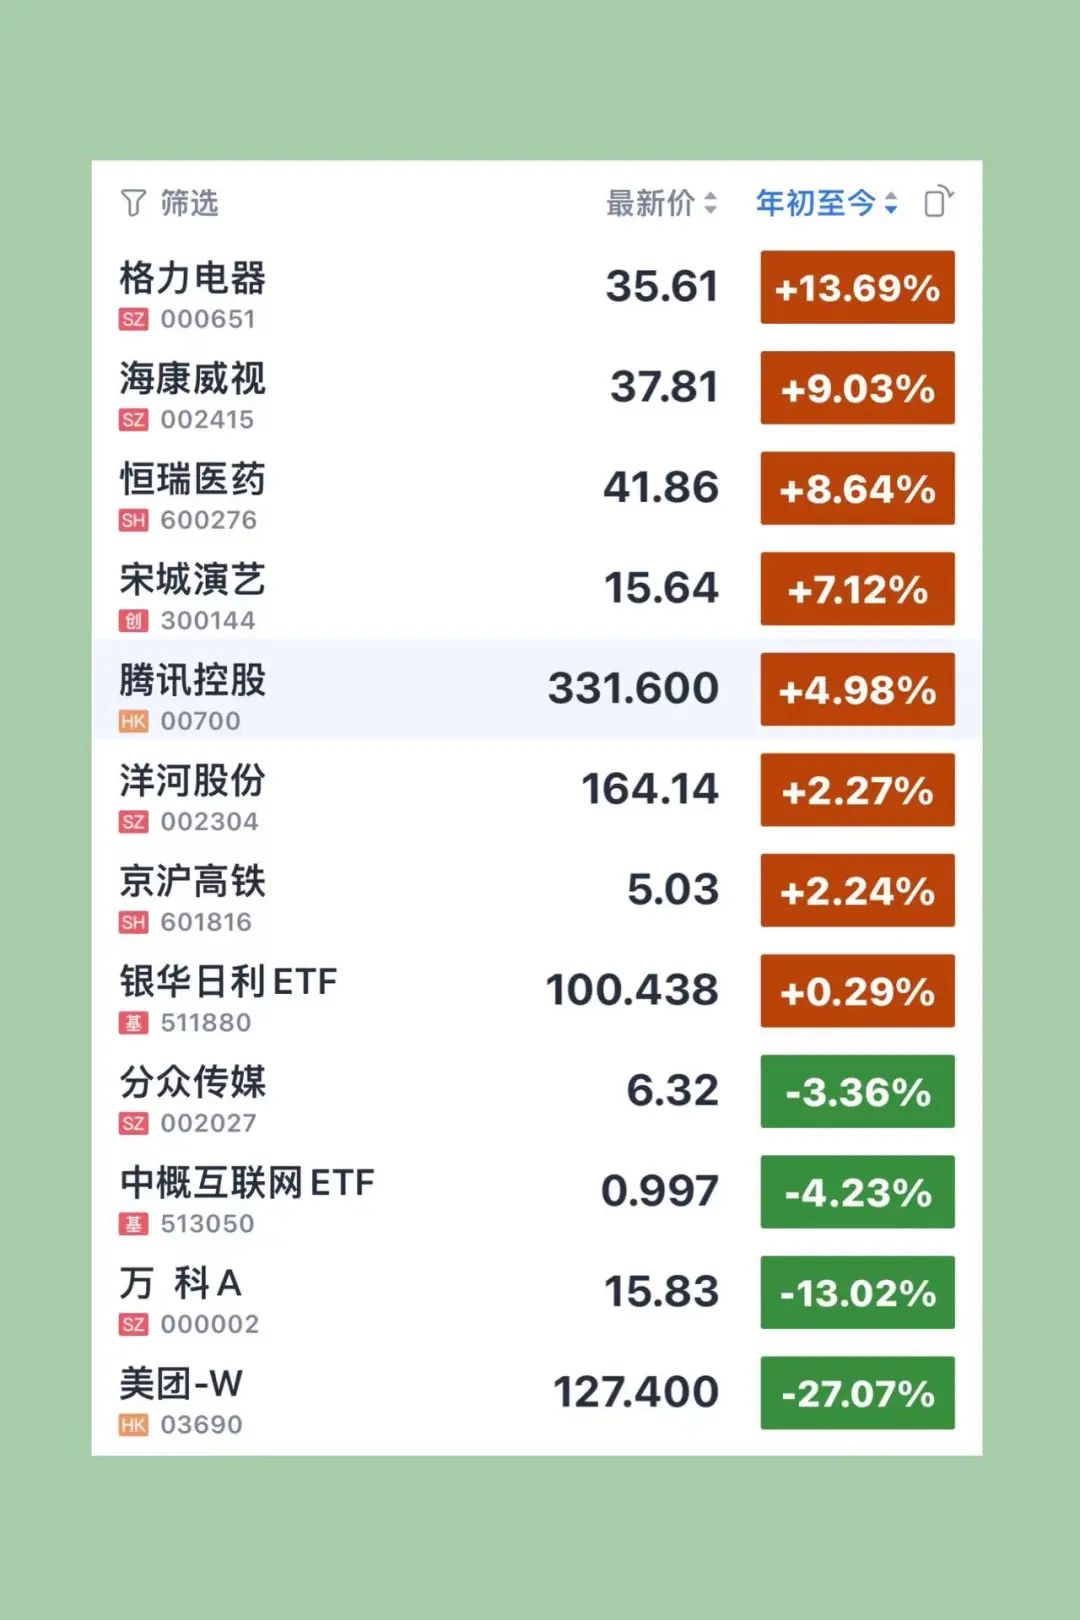 筛选 最新价 年初至今
格力电器 35.61 +13.69%
SZ 000651
海康威视 37.81 +9.03%
SZ 002415
恒瑞医药 41.86 +8.64%
SH 600276
宋城演艺 15.64 +7.12%
创 300144
腾讯控股 331.600 +4.98%
HK 00700
洋河股份 164.14 +2.27%
SZ 002304
京沪高铁 5.03 +2.24%
SH 601816
银华日利ETF 100.438 +0.29%
基 511880
分众传媒 6.32 -3.36%
SZ 002027
中概互联网ETF 0.997 -4.23%
基 513050
万 科A 15.83 -13.02%
SZ 000002
美团-W 127.400 -27.07%
HK 03690